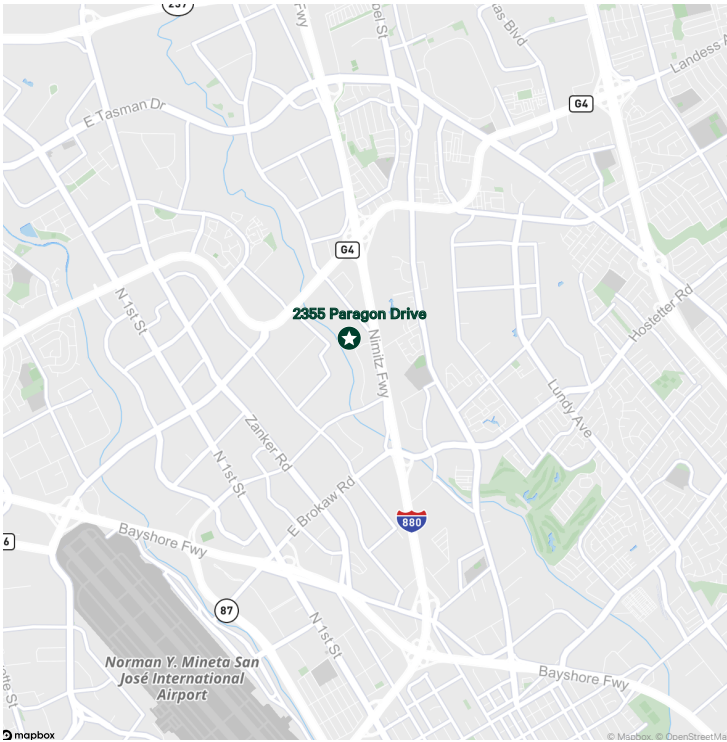 237
Fwy
E Tasman Dr
G4
Landess A
G4
N 1st St
2355 Paragon Drive
Nimitz Fwy
Hostetter Rd
Lundy Ave
Zanker Rd
N 1st St
E Brokaw Rd
880
Bayshore Fwy
6
87
N 1st St
Norman Y. Mineta San
José International
Airport
Bayshore Fwy
mapbox
© Mapbox, © OpenStreetMa